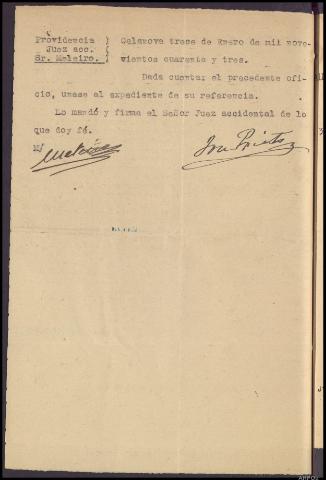 Providencia
Juez acc.
Sr. Meleiro.
Celanova trece de Enero de mil nove-
cientos cuarenta y tres.
Dada cuenta: el precedente ofi-
cio, unase al expediente de su referencia.
Lo mandó y firma el Señor Juez accidental de lo
que doy fé.
M/
Meleiro